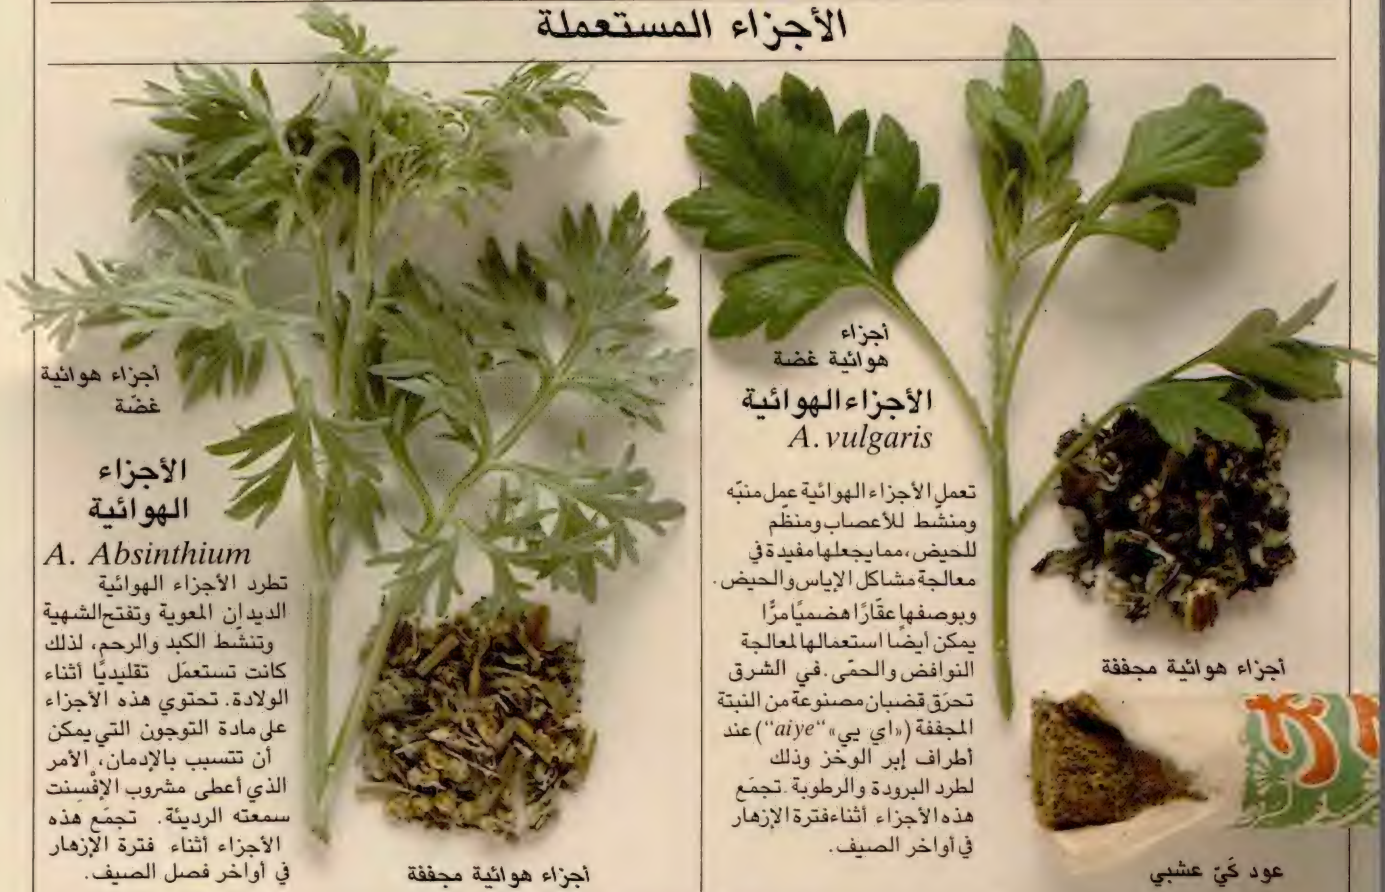 الأجزاء المستعملة
أجزاء
هوائية غضة
الأجزاء الهوائية
A. vulgaris
تعمل الأجزاء الهوائية عمل منبّه
ومنشّط للأعصاب ومنظّم
للحيض، مما يجعلها مفيدة في
معالجة مشاكل الإياس والحيض.
وبوصفها عقّارًا هضميًا مرًّا
يمكن أيضًا استعمالها لمعالجة
النوافض والحمّى. في الشرق
تحرَق قضبان مصنوعة من النبتة
المجففة («اي يي» "aiye") عند
أطراف إبر الوخز وذلك
لطرد البرودة والرطوبة. تجمَع
هذه الأجزاء أثناء فترة الإزهار
في أواخر الصيف.
أجزاء هوائية مجففة
عود كَيّ عشبي
أجزاء هوائية
غضّة
الأجزاء
الهوائية
A. Absinthium
تطرد الأجزاء الهوائية
الديدان المعوية وتفتح الشهية
وتنشّط الكبد والرحم، لذلك
كانت تستعمَل تقليديًا أثناء
الولادة. تحتوي هذه الأجزاء
على مادة التوجون التي يمكن
أن تتسبب بالإدمان، الأمر
الذي أعطى مشروب الإفْسِنت
سمعته الرديئة. تجمَع هذه
الأجزاء أثناء فترة الإزهار
في أواخر فصل الصيف.
أجزاء هوائية مجففة